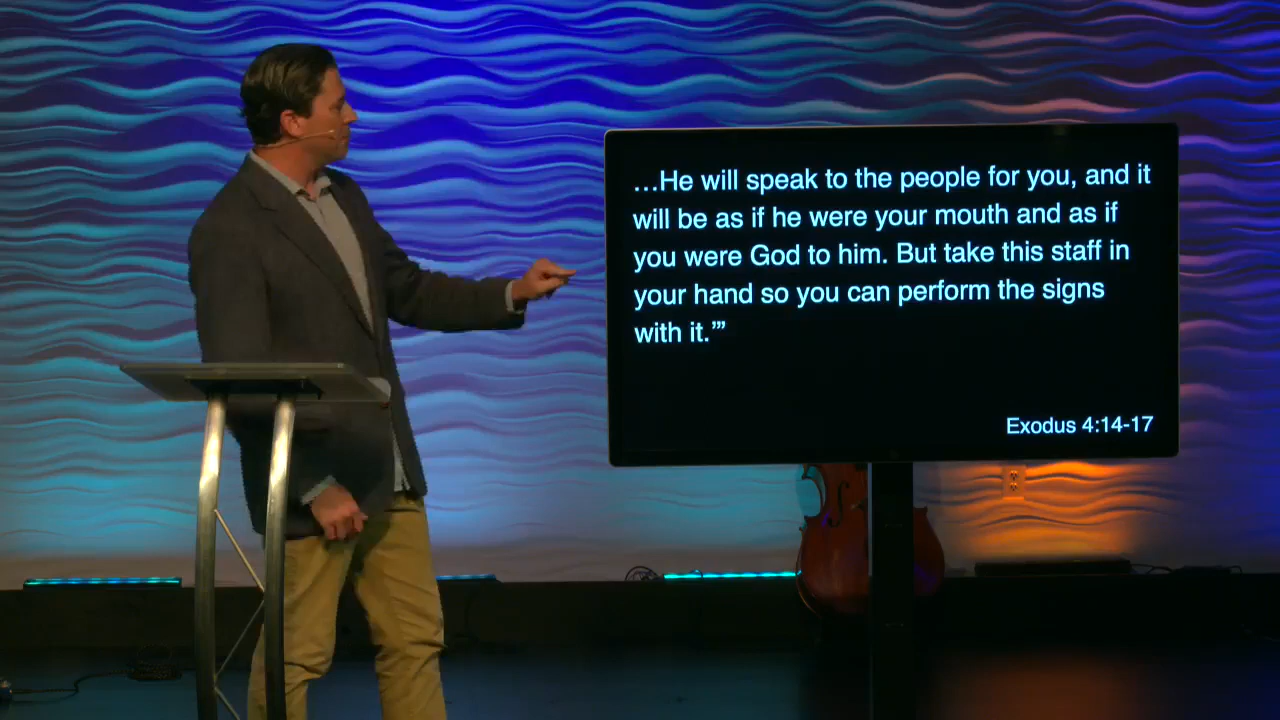 …He will speak to the people for you, and it
will be as if he were your mouth and as if
you were God to him. But take this staff in
your hand so you can perform the signs
with it.’”
Exodus 4:14-17